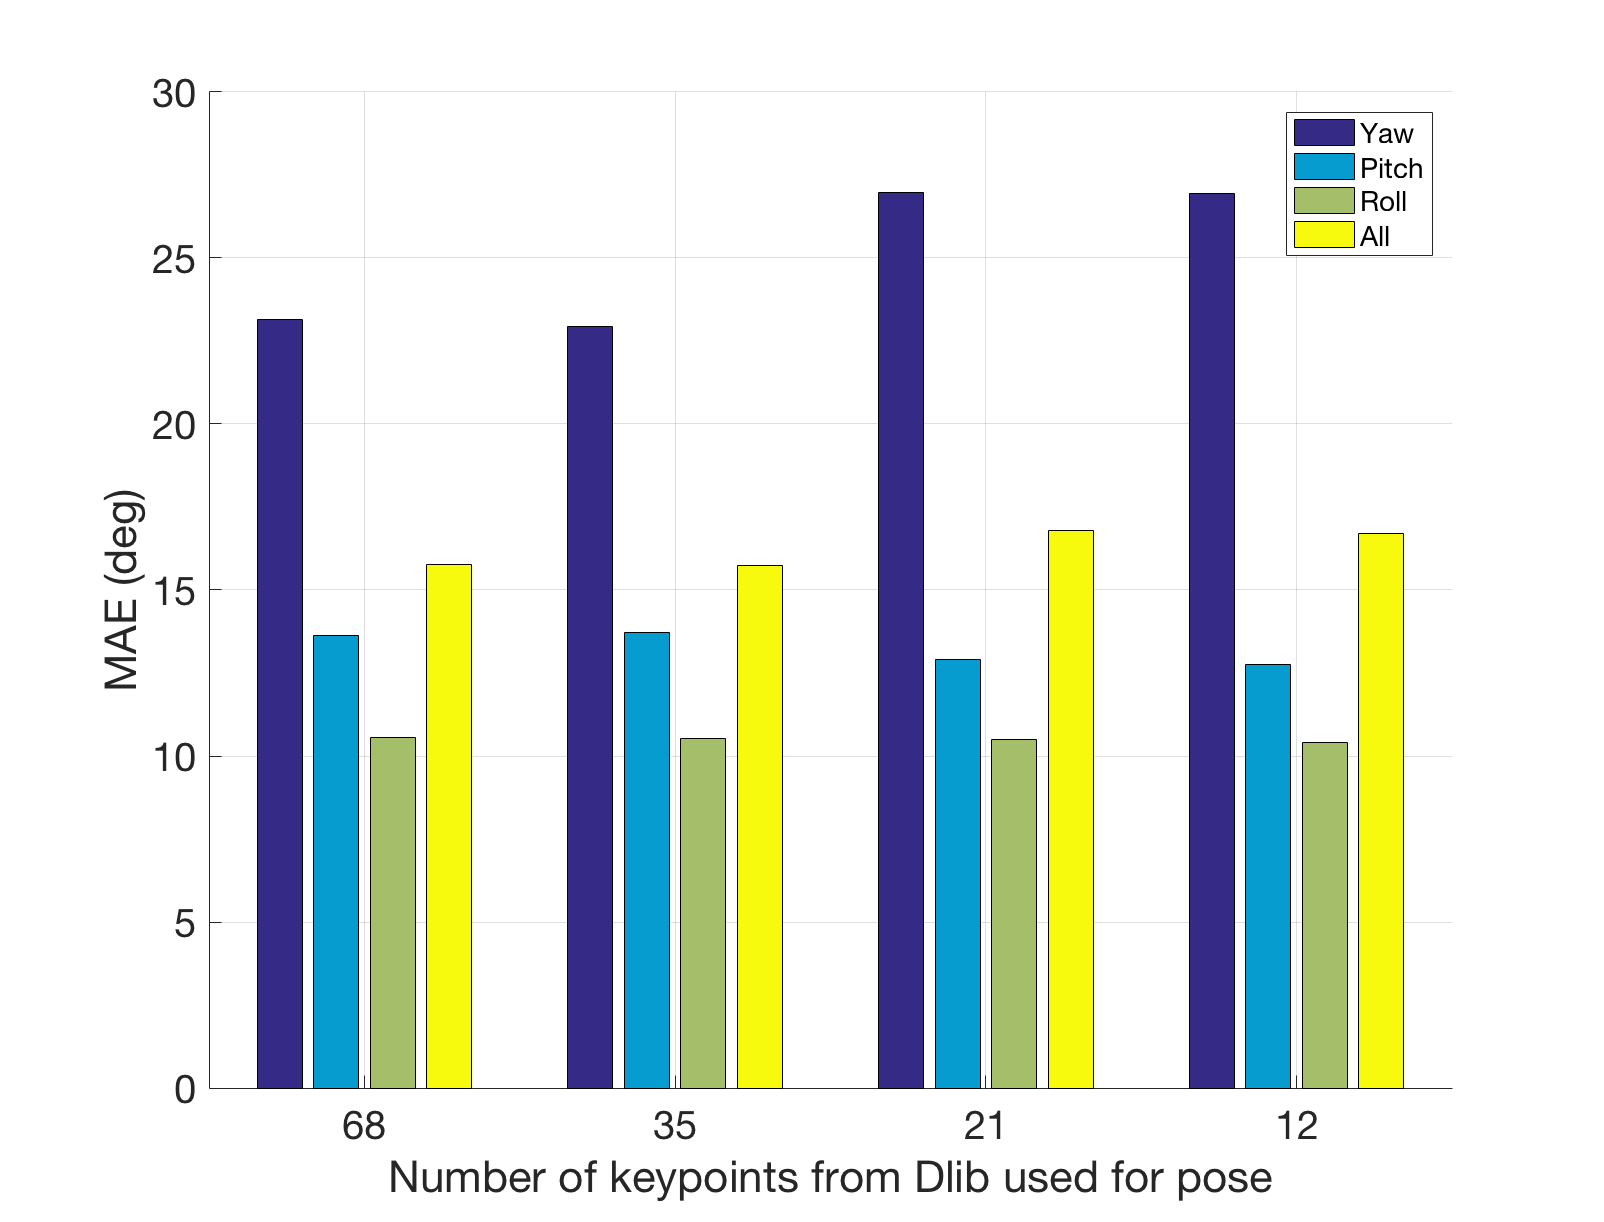 30
25
20
15
10
5
0
MAE (deg)
Yaw
Pitch
Roll
All
68 35 21 12
Number of keypoints from Dlib used for pose